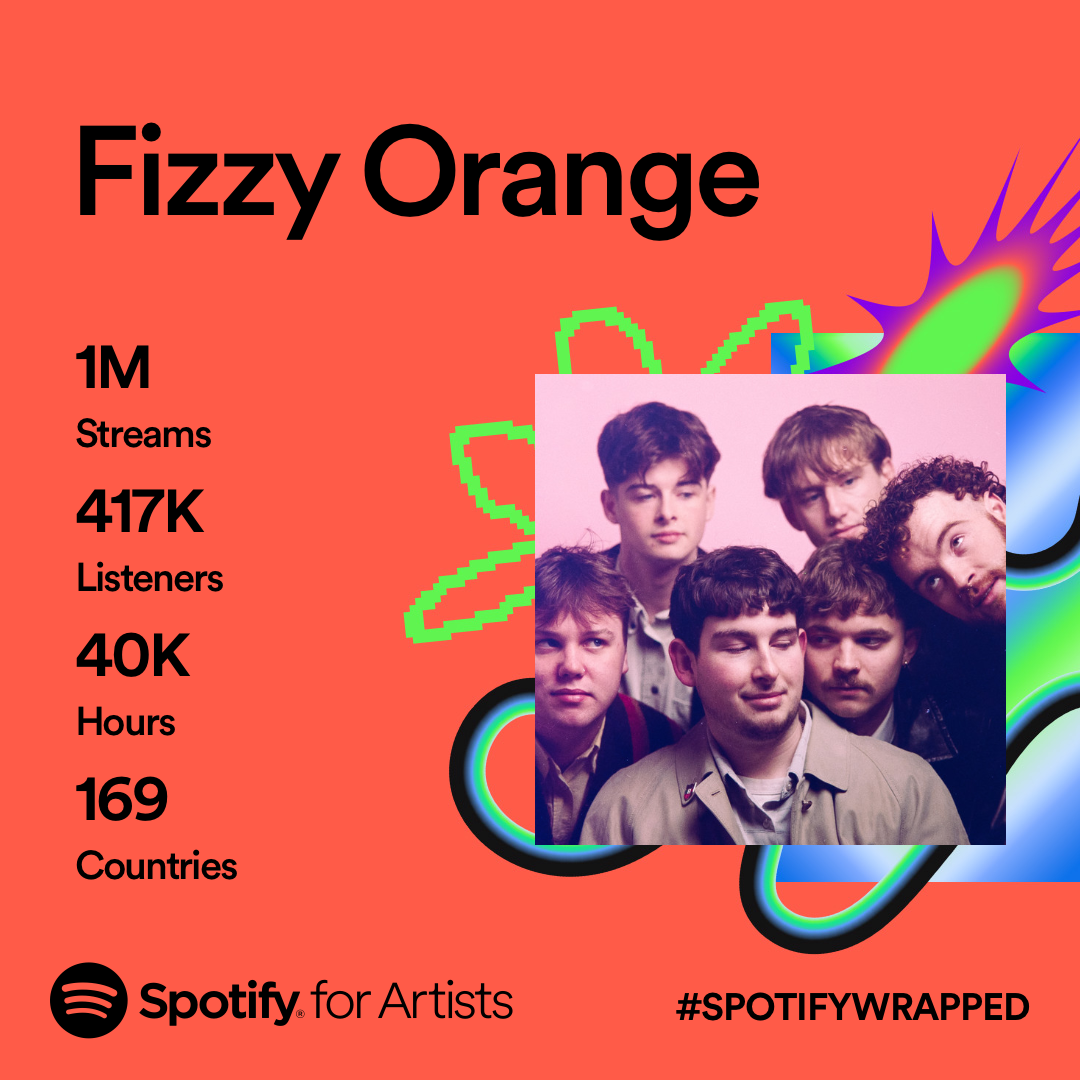 Fizzy Orange
1M
Streams
417K
Listeners
40K
Hours
169
Countries
Spotify® for Artists
#SPOTIFYWRAPPED